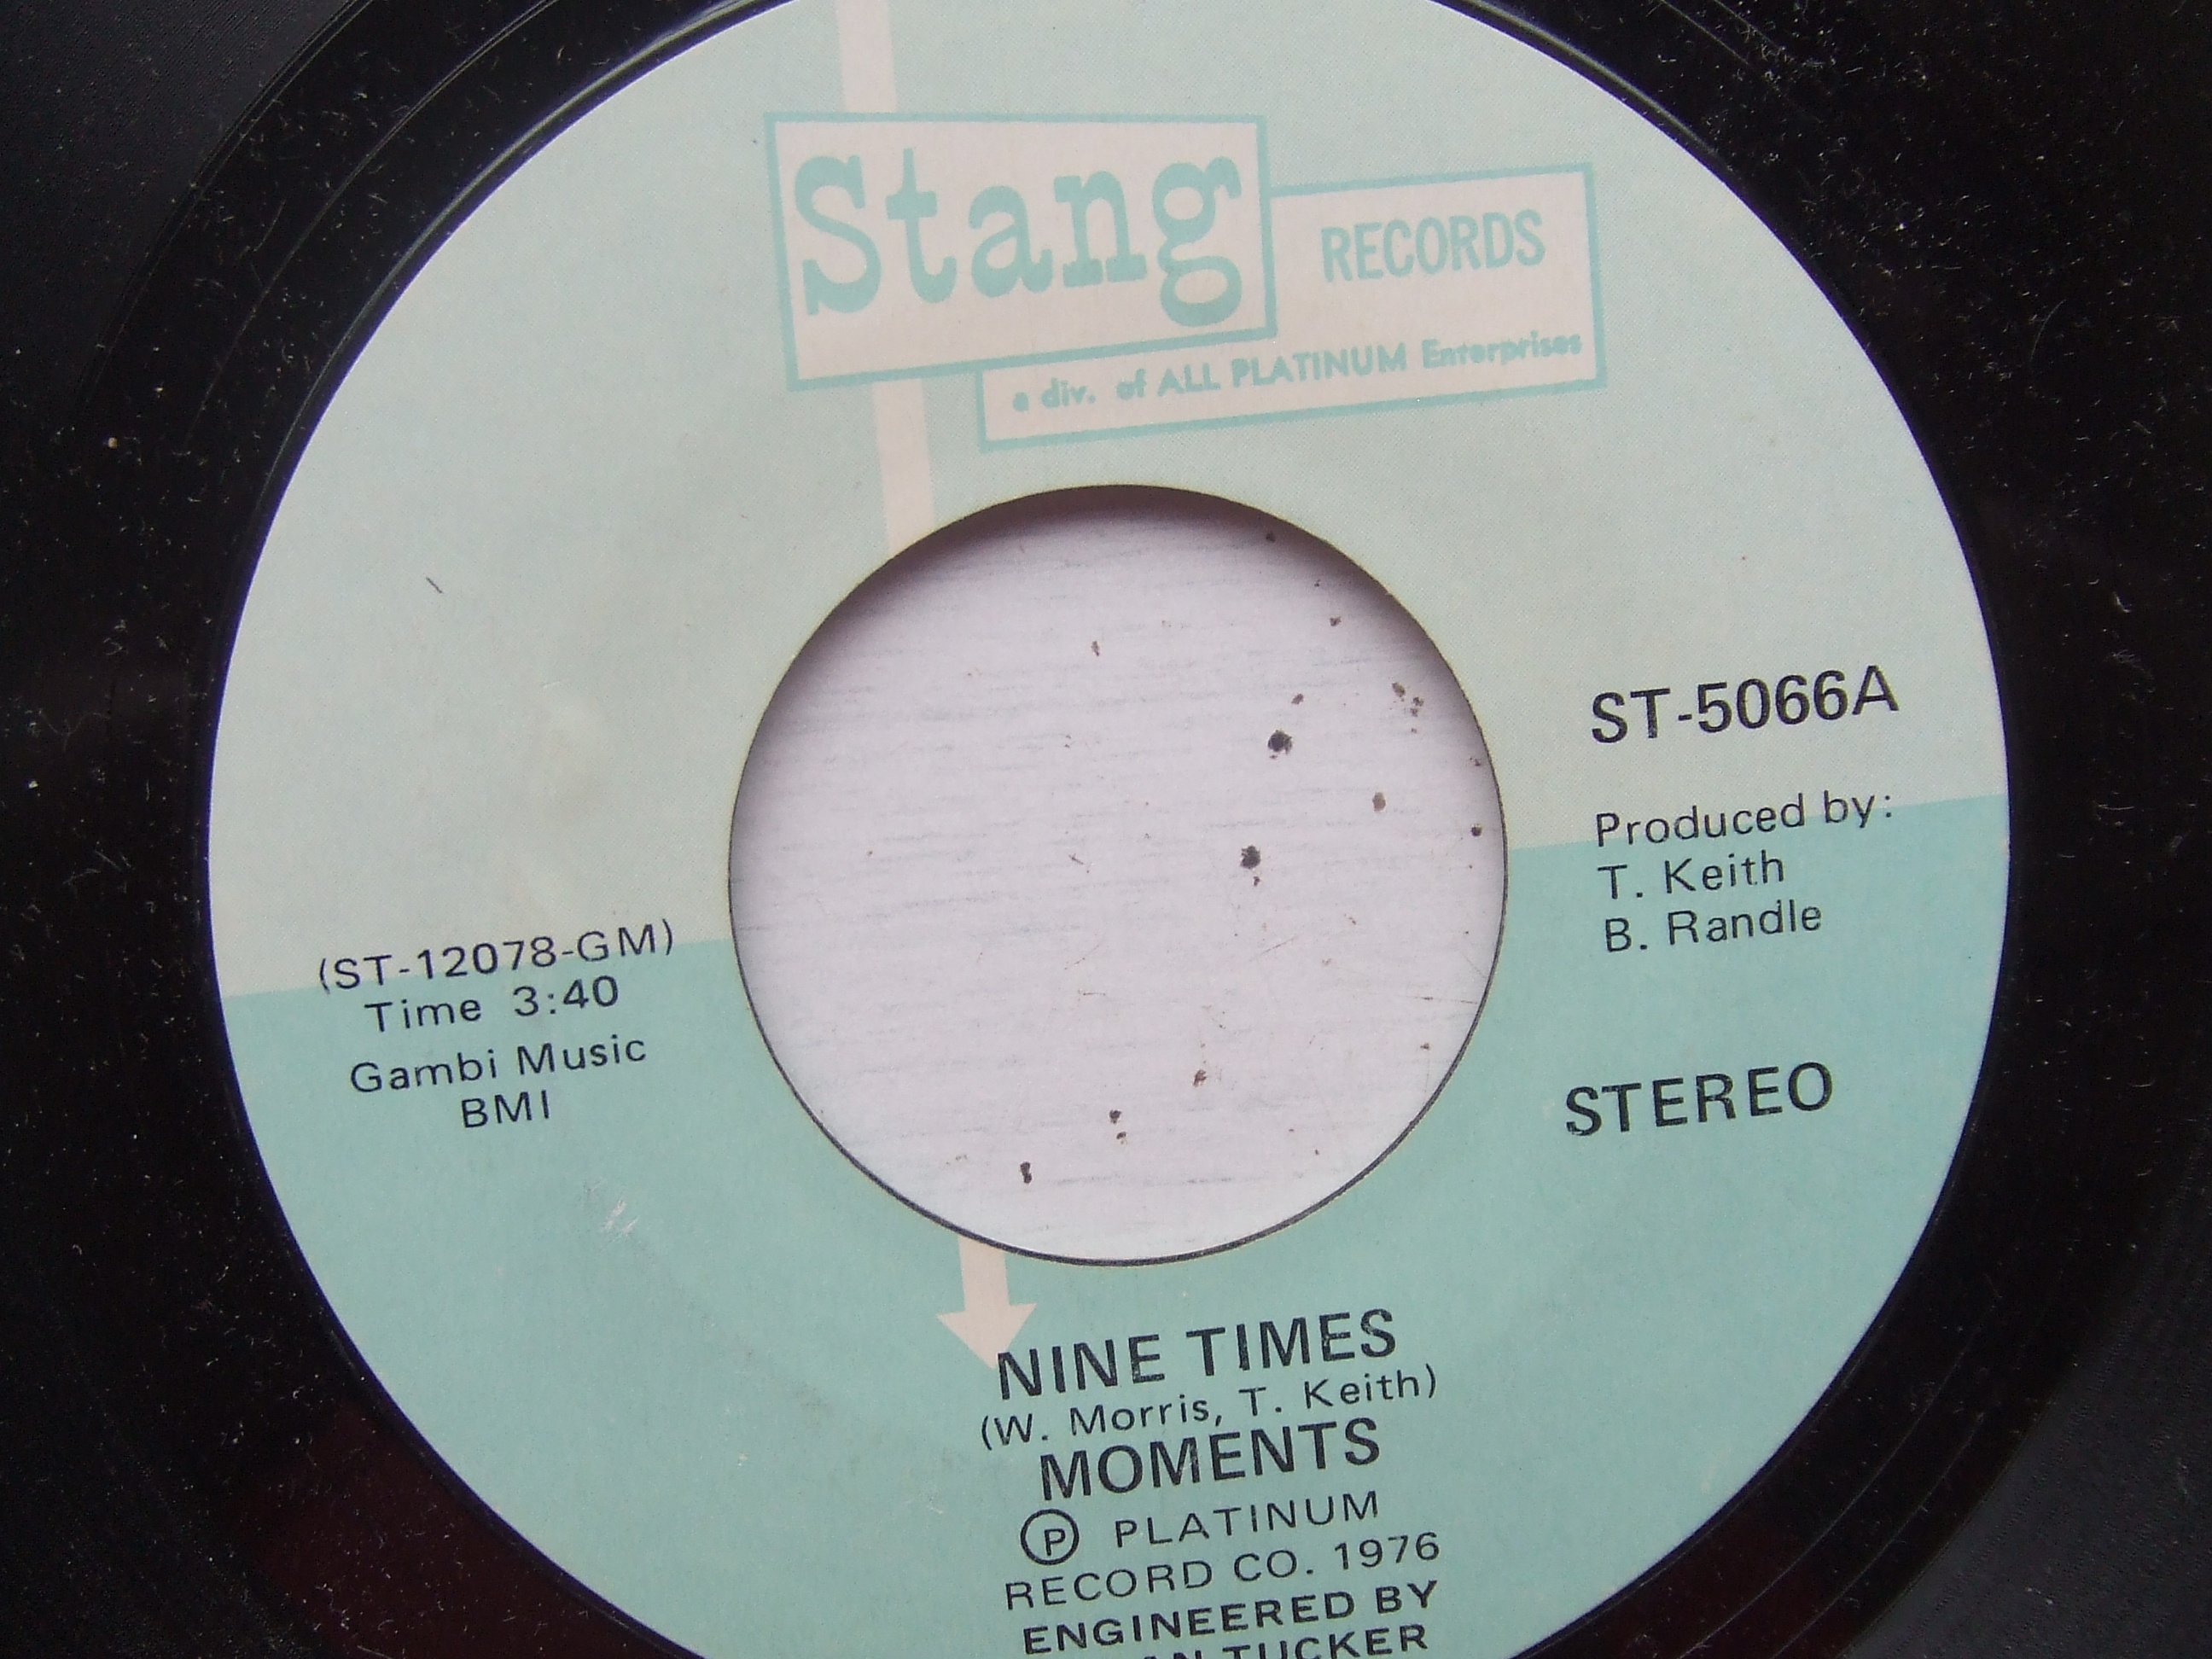 Stang
RECORDS
a div. of ALL PLATINUM Enterprises
ST-5066A
Produced by:
T. Keith
B. Randle
STEREO
(ST-12078-GM)
Time 3:40
Gambi Music
BMI
NINE TIMES
(W. Morris, T. Keith)
MOMENTS
Ⓟ PLATINUM
RECORD CO. 1976
ENGINEERED BY
TUCKER